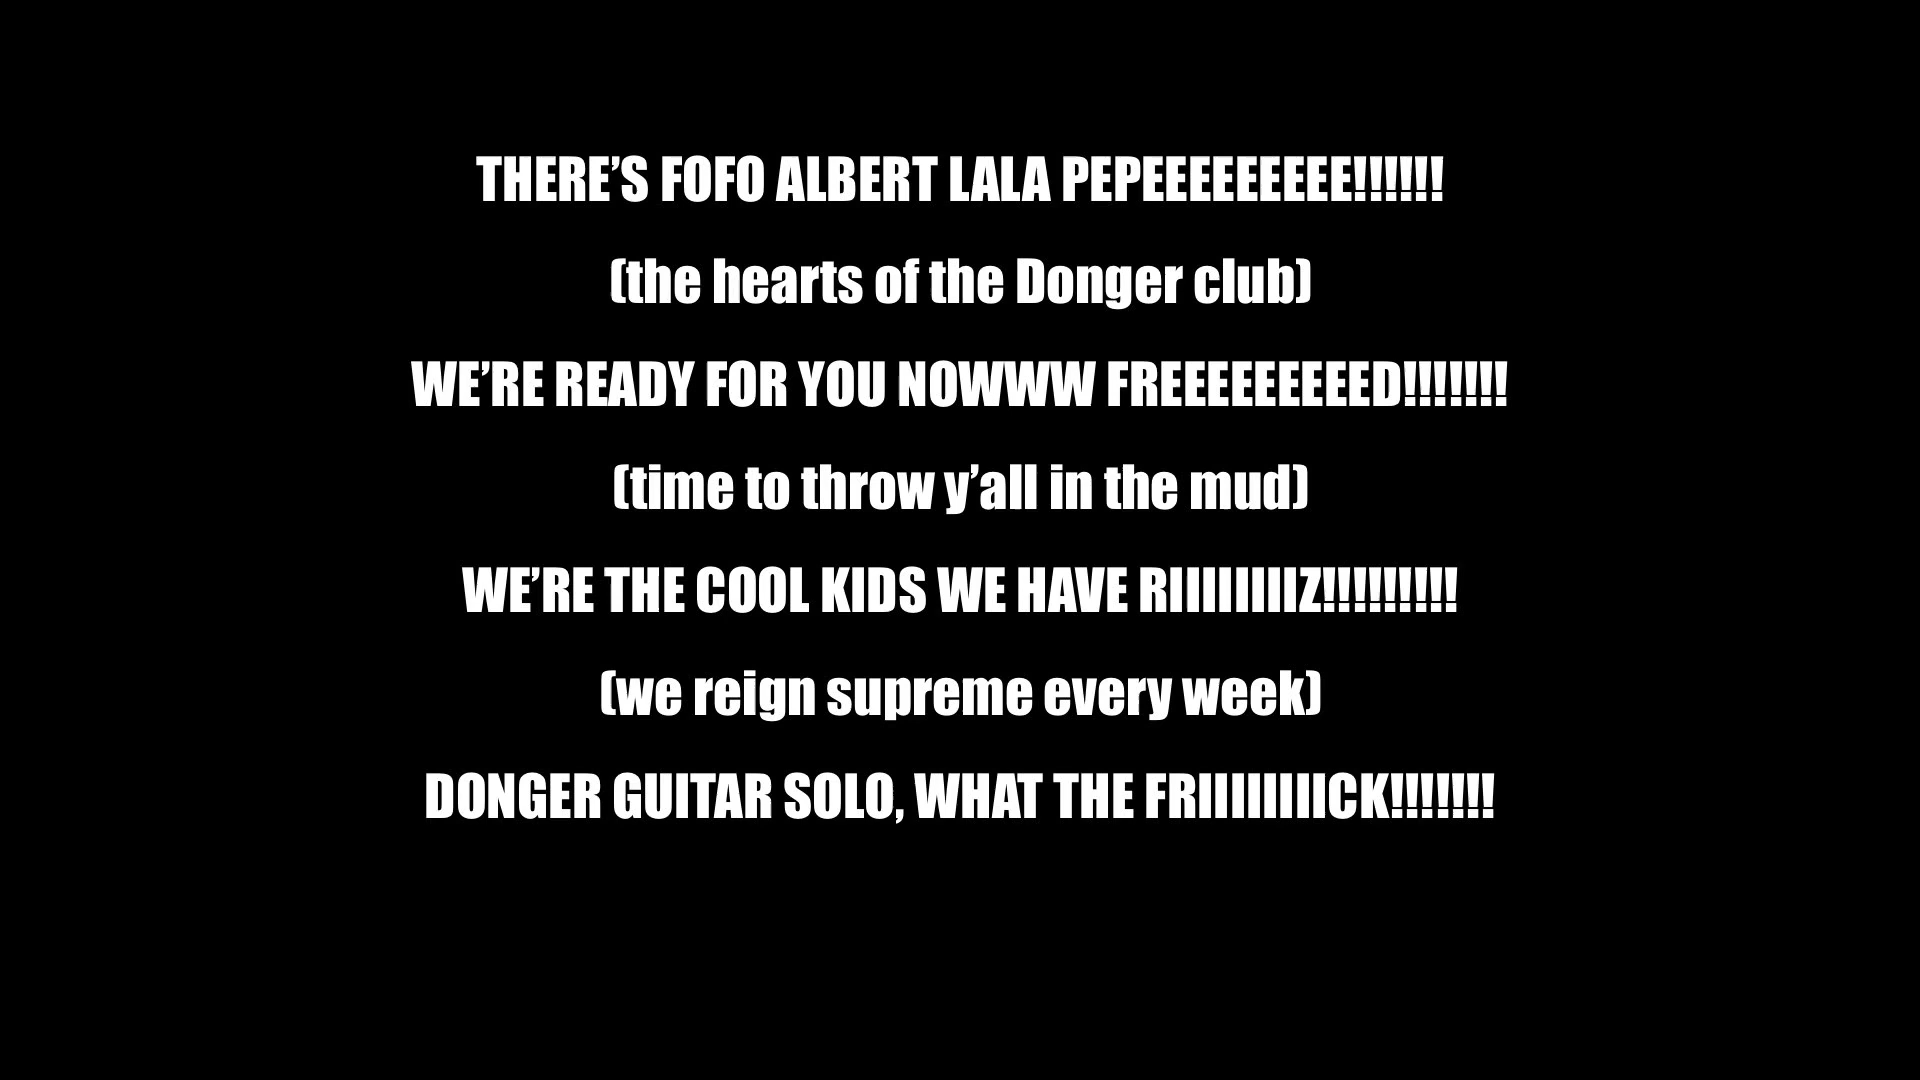 THERE’S FOFO ALBERT LALA PEPEEEEEEEEE!!!!!!
(the hearts of the Donger club)
WE’RE READY FOR YOU NOWWW FREEEEEEEEED!!!!!!!
(time to throw y’all in the mud)
WE’RE THE COOL KIDS WE HAVE RIIIIIIIIZ!!!!!!!!!
(we reign supreme every week)
DONGER GUITAR SOLO, WHAT THE FRIIIIIIIICK!!!!!!!